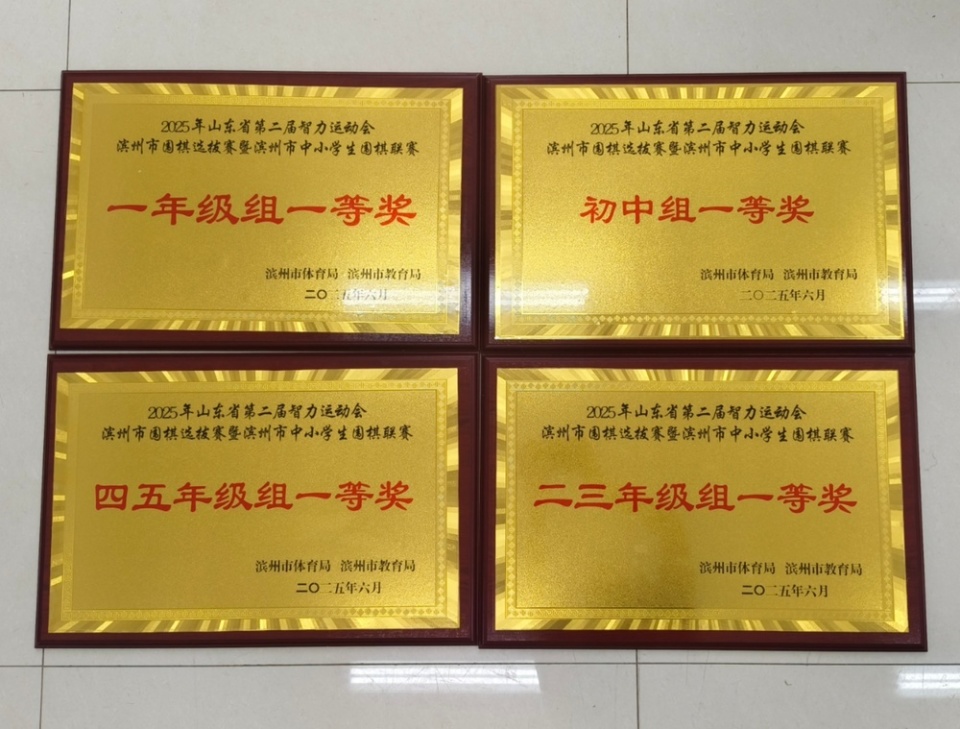 2025年山东省第二届智力运动会
滨州市围棋选拔赛暨滨州市中小学生围棋联赛
一年级组一等奖
滨州市体育局 滨州市教育局
二〇二五年六月
2025年山东省第二届智力运动会
滨州市围棋选拔赛暨滨州市中小学生围棋联赛
初中组一等奖
滨州市体育局 滨州市教育局
二〇二五年六月
2025年山东省第二届智力运动会
滨州市围棋选拔赛暨滨州市中小学生围棋联赛
四五年级组一等奖
滨州市体育局 滨州市教育局
二〇二五年六月
2025年山东省第二届智力运动会
滨州市围棋选拔赛暨滨州市中小学生围棋联赛
二三年级组一等奖
滨州市体育局 滨州市教育局
二〇二五年六月